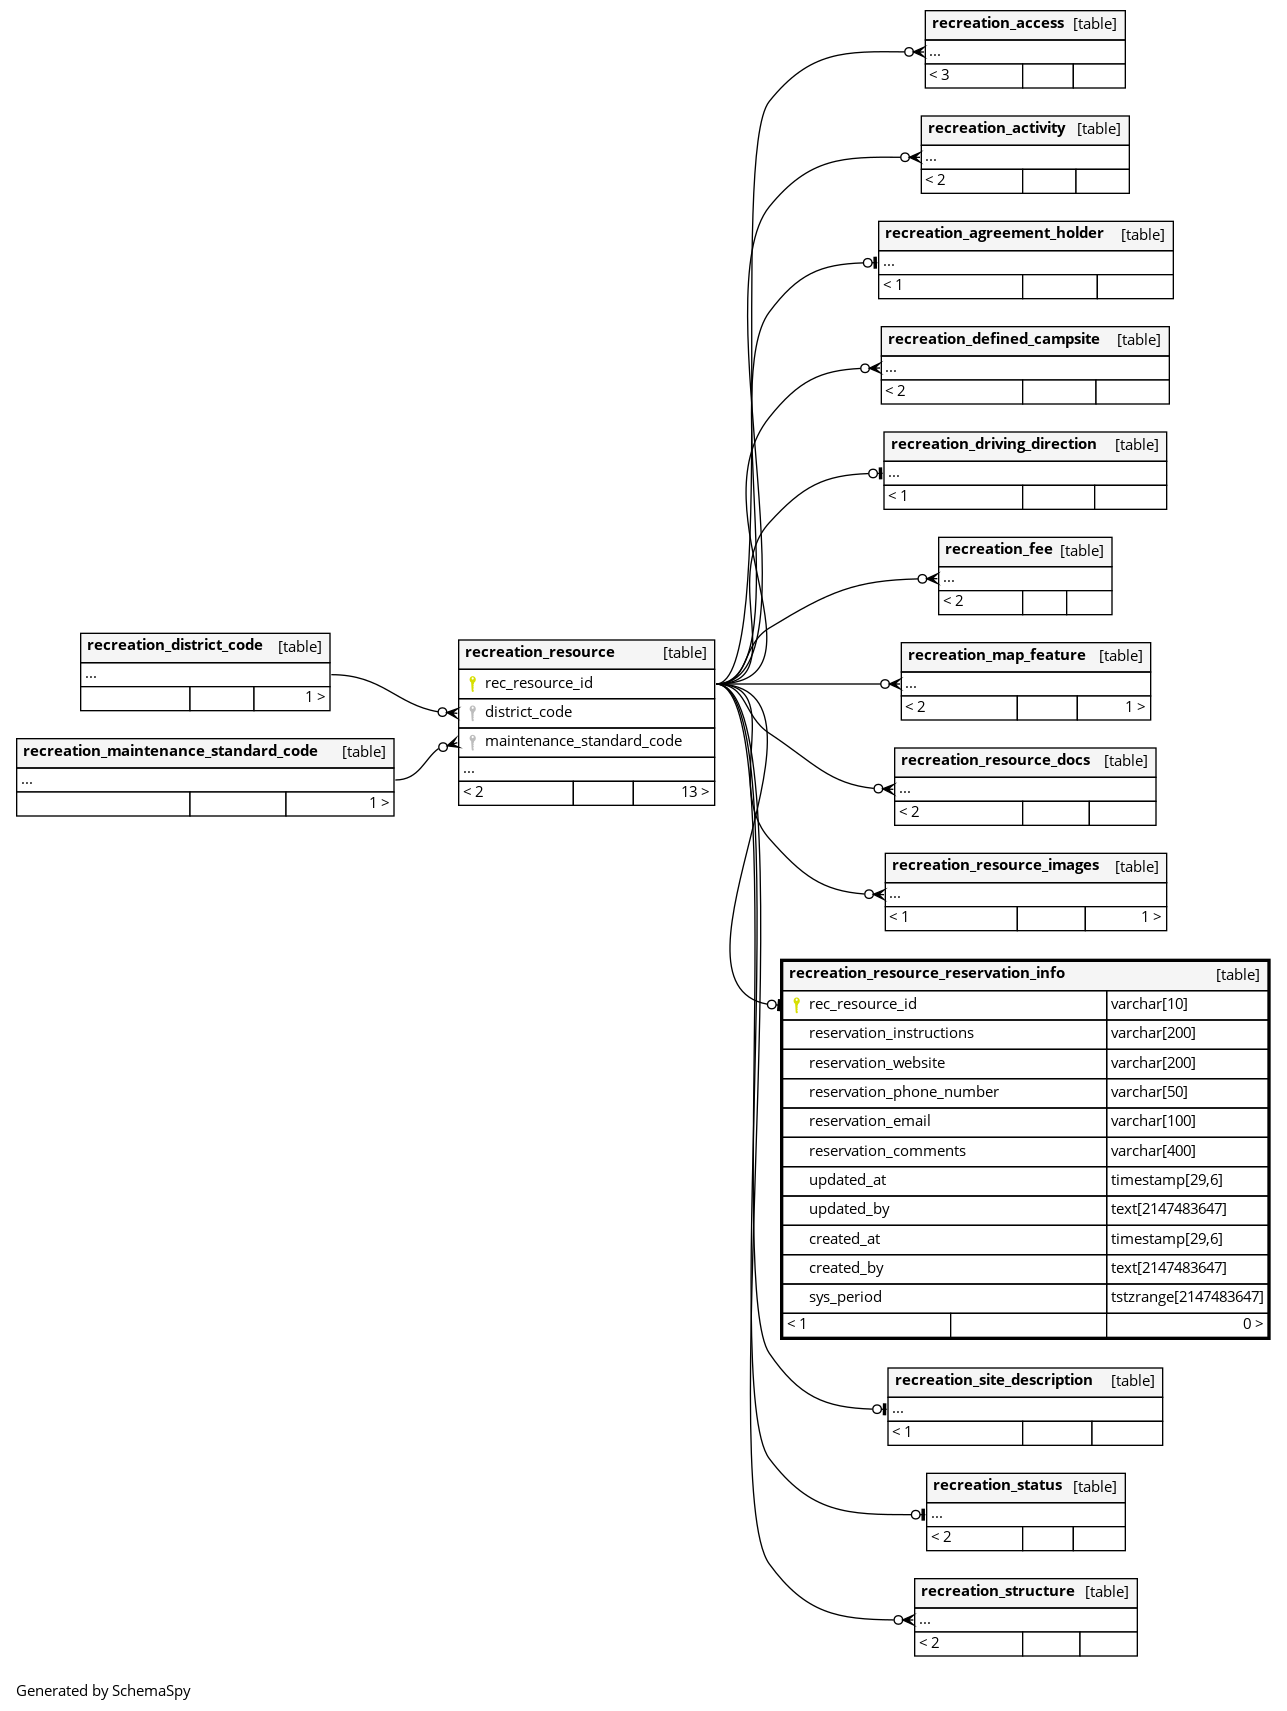 recreation_access [table]
...
< 3
recreation_activity [table]
...
< 2
recreation_agreement_holder [table]
...
< 1
recreation_defined_campsite [table]
...
< 2
recreation_driving_direction [table]
...
< 1
recreation_fee [table]
...
< 2
recreation_district_code [table]
...
1 >
recreation_maintenance_standard_code [table]
...
1 >
recreation_resource [table]
rec_resource_id
district_code
maintenance_standard_code
...
< 2 13 >
recreation_map_feature [table]
...
< 2 1 >
recreation_resource_docs [table]
...
< 2
recreation_resource_images [table]
...
< 1 1 >
recreation_resource_reservation_info [table]
rec_resource_id varchar[10]
reservation_instructions varchar[200]
reservation_website varchar[200]
reservation_phone_number varchar[50]
reservation_email varchar[100]
reservation_comments varchar[400]
updated_at timestamp[29,6]
updated_by text[2147483647]
created_at timestamp[29,6]
created_by text[2147483647]
sys_period tstzrange[2147483647]
< 1 0 >
recreation_site_description [table]
...
< 1
recreation_status [table]
...
< 2
recreation_structure [table]
...
< 2
Generated by SchemaSpy